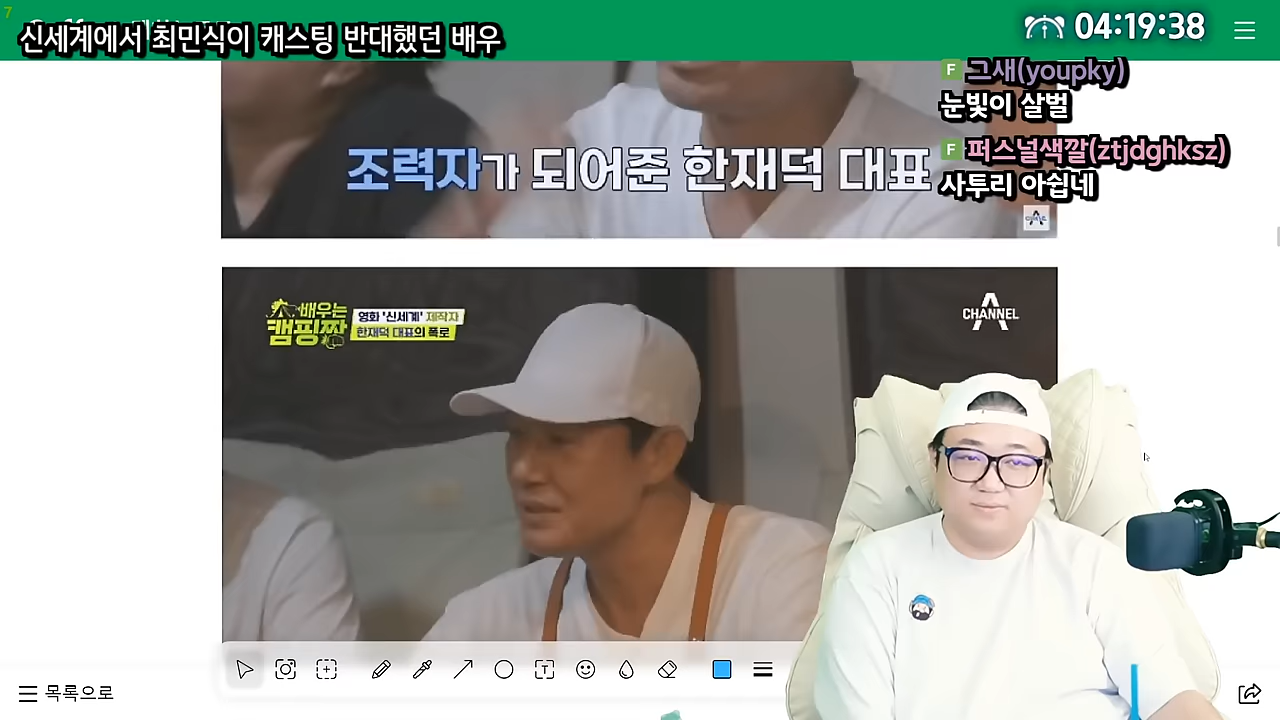 7
신세계에서 최민식이 캐스팅 반대했던 배우
04:19:38
F 그새(youpky)
눈빛이 살벌
F 퍼스널색깔(ztjdghksz)
사투리 아쉽네
조력자가 되어준 한재덕 대표
배우는
캠핑짱
영화 '신세계' 제작자
한재덕 대표의 폭로
CHANNEL A
T
목록으로